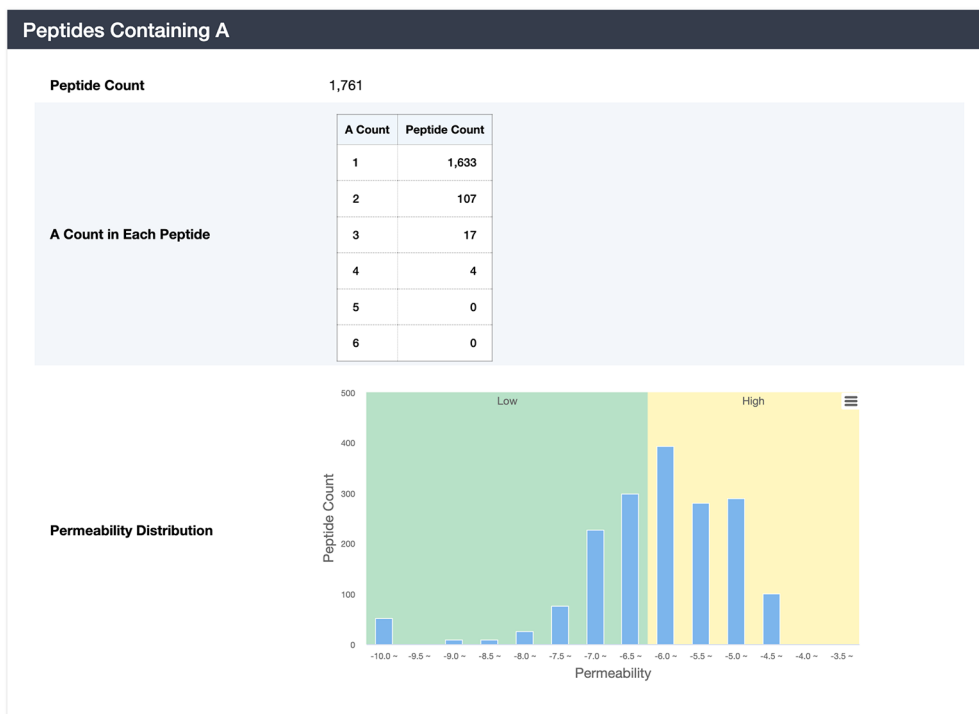 Peptides Containing A
Peptide Count 1,761
A Count in Each Peptide
A Count Peptide Count
1 1,633
2 107
3 17
4 4
5 0
6 0
Permeability Distribution
Low High
Peptide Count
500
400
300
200
100
0
-10.0 ~ -9.5 ~ -9.0 ~ -8.5 ~ -8.0 ~ -7.5 ~ -7.0 ~ -6.5 ~ -6.0 ~ -5.5 ~ -5.0 ~ -4.5 ~ -4.0 ~ -3.5 ~
Permeability